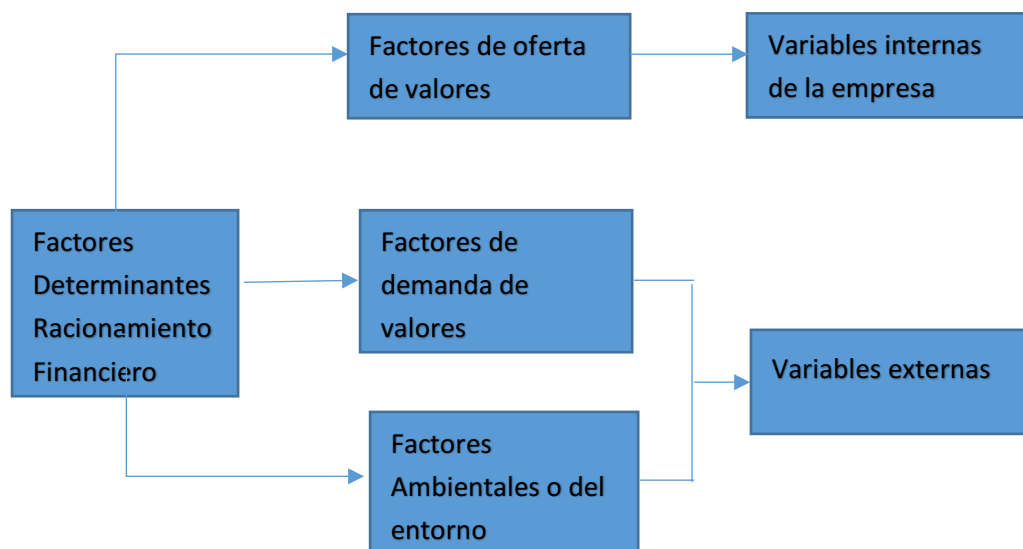 Factores de oferta
de valores
Variables internas
de la empresa
Factores
Determinantes
Racionamiento
Financiero
Factores de
demanda de
valores
Variables externas
Factores
Ambientales o del
entorno